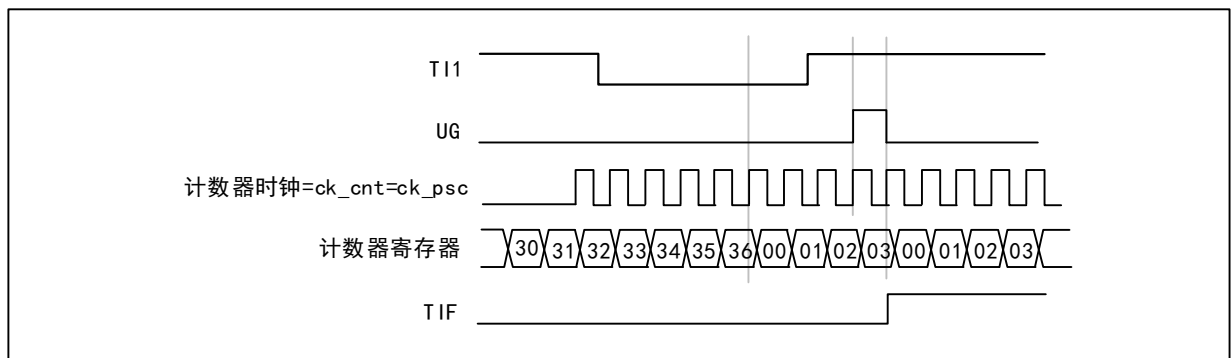 TI1
UG
计数器时钟=ck_cnt=ck_psc
计数器寄存器 30 31 32 33 34 35 36 00 01 02 03 00 01 02 03
TIF